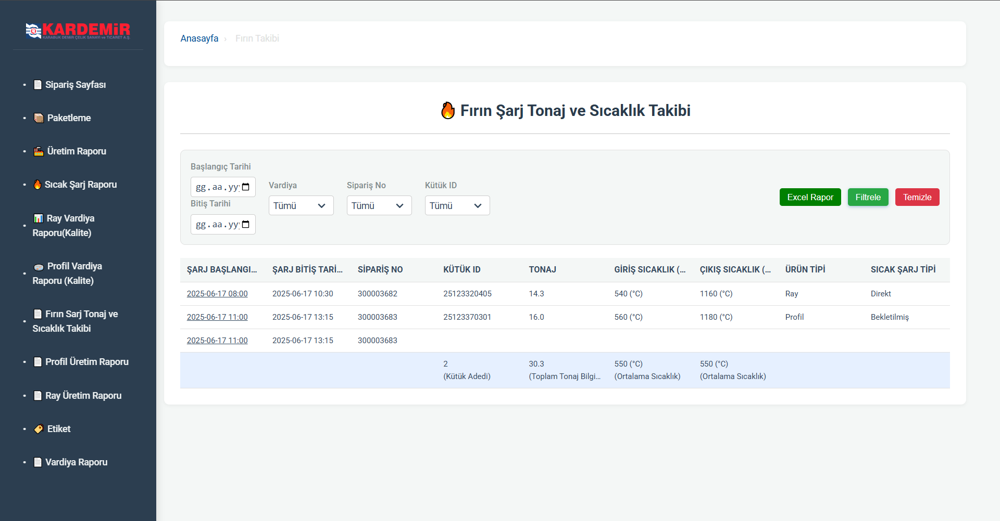 KARDEMİR
KARABÜK DEMİR ÇELİK SANAYİ ve TİCARET A.Ş.
Sipariş Sayfası
Paketleme
Üretim Raporu
Sıcak Şarj Raporu
Ray Vardiya
Raporu(Kalite)
Profil Vardiya
Raporu (Kalite)
Fırın Sarj Tonaj ve
Sıcaklık Takibi
Profil Üretim Raporu
Ray Üretim Raporu
Etiket
Vardiya Raporu
Anasayfa › Fırın Takibi
Fırın Şarj Tonaj ve Sıcaklık Takibi
Başlangıç Tarihi
gg.aa.yyy
Bitiş Tarihi
gg.aa.yyy
Vardiya
Tümü
Sipariş No
Tümü
Kütük ID
Tümü
Excel Rapor
Filtrele
Temizle
ŞARJ BAŞLANGI... ŞARJ BİTİŞ TARİ... SİPARİŞ NO KÜTÜK ID TONAJ GİRİŞ SICAKLIK (... ÇIKIŞ SICAKLIK (... ÜRÜN TİPİ SICAK ŞARJ TİPİ
2025-06-17 08:00 2025-06-17 10:30 300003682 25123320405 14.3 540 (°C) 1160 (°C) Ray Direkt
2025-06-17 11:00 2025-06-17 13:15 300003683 25123370301 16.0 560 (°C) 1180 (°C) Profil Bekletilmiş
2025-06-17 11:00 2025-06-17 13:15 300003683
2 30.3 550 (°C) 550 (°C)
(Kütük Adedi) (Toplam Tonaj Bilgi... (Ortalama Sıcaklık) (Ortalama Sıcaklık)